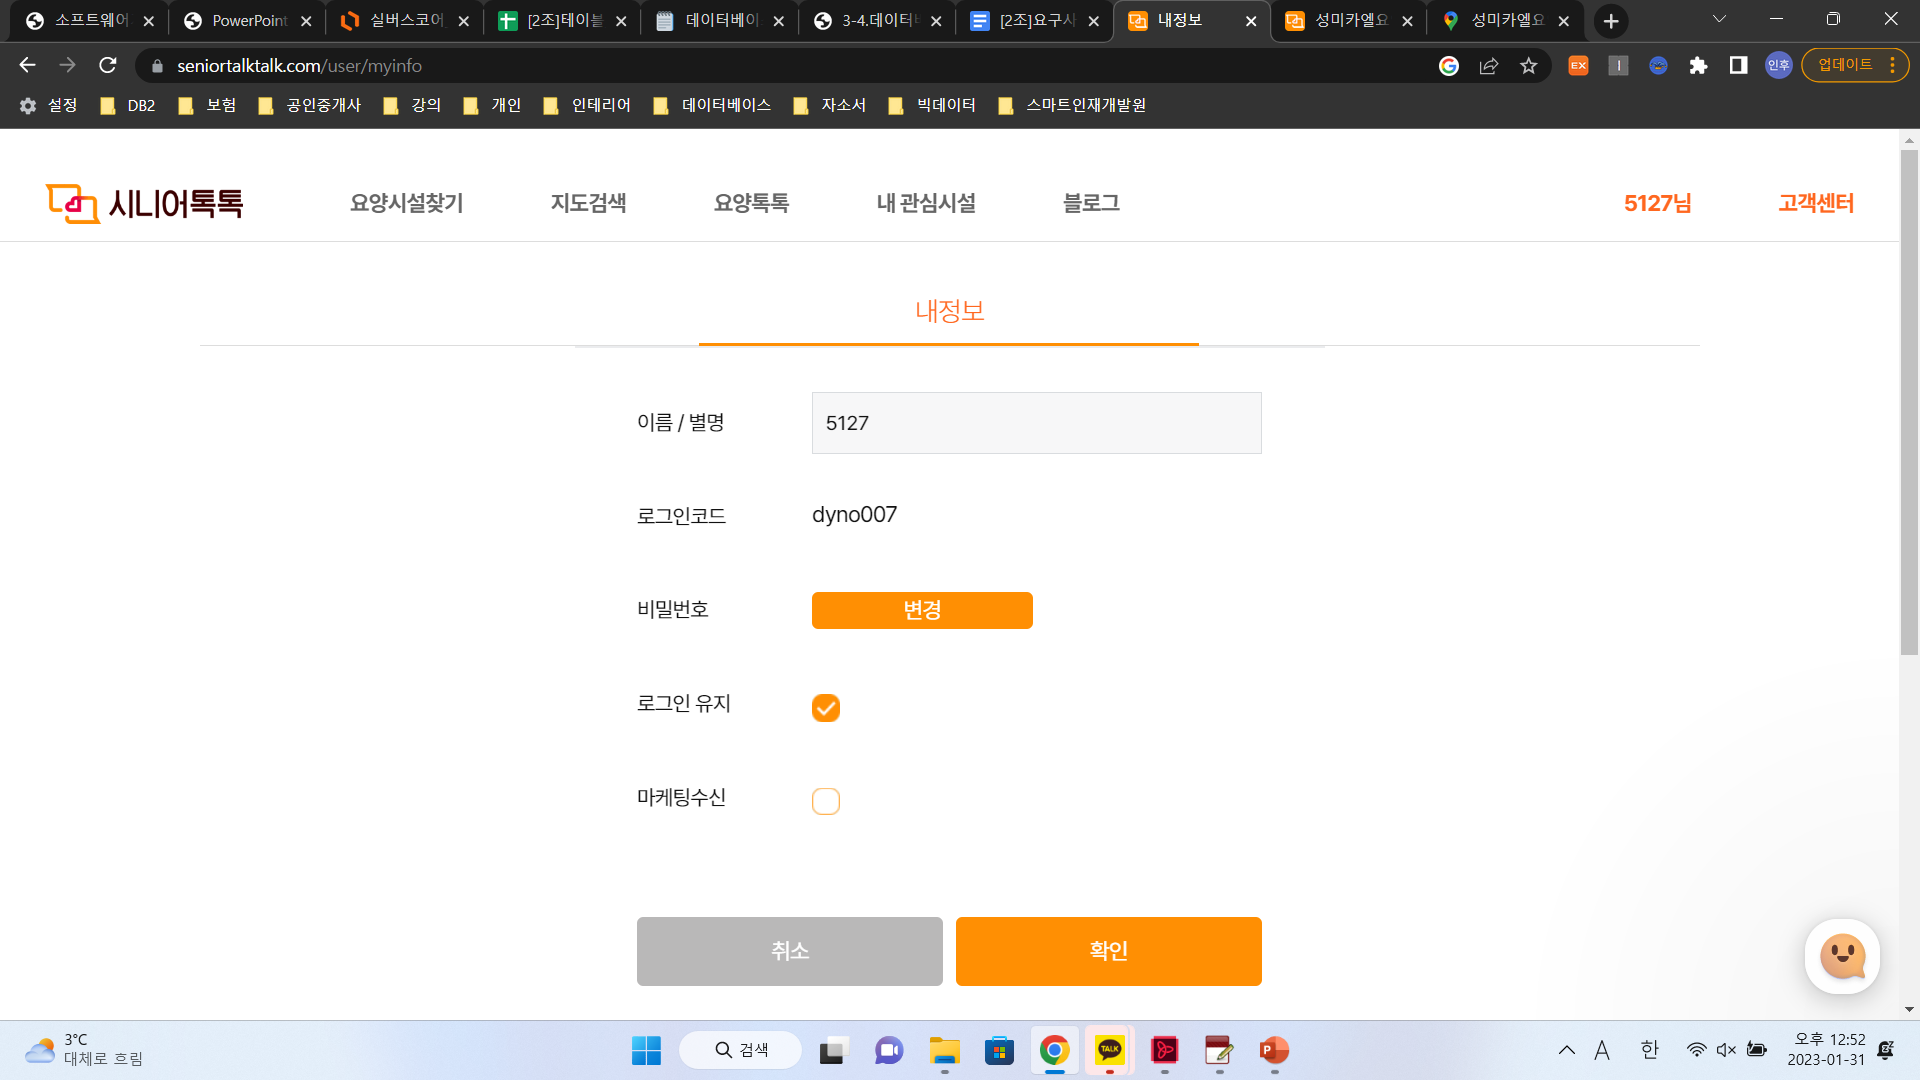 소프트웨어
PowerPoint
실버스코어
[2조]테이블
데이터베이
3-4.데이터
[2조]요구사
내정보
성미카엘요
성미카엘요
seniortalktalk.com/user/myinfo
EX
인후
업데이트
설정
DB2
보험
공인중개사
강의
개인
인테리어
데이터베이스
자소서
빅데이터
스마트인재개발원
시니어톡톡
요양시설찾기
지도검색
요양톡톡
내 관심시설
블로그
5127님
고객센터
내정보
이름 / 별명
5127
로그인코드
dyno007
비밀번호
변경
로그인 유지
마케팅수신
취소
확인
3°C
대체로 흐림
검색
TALK
P
A
한
오후 12:52
2023-01-31